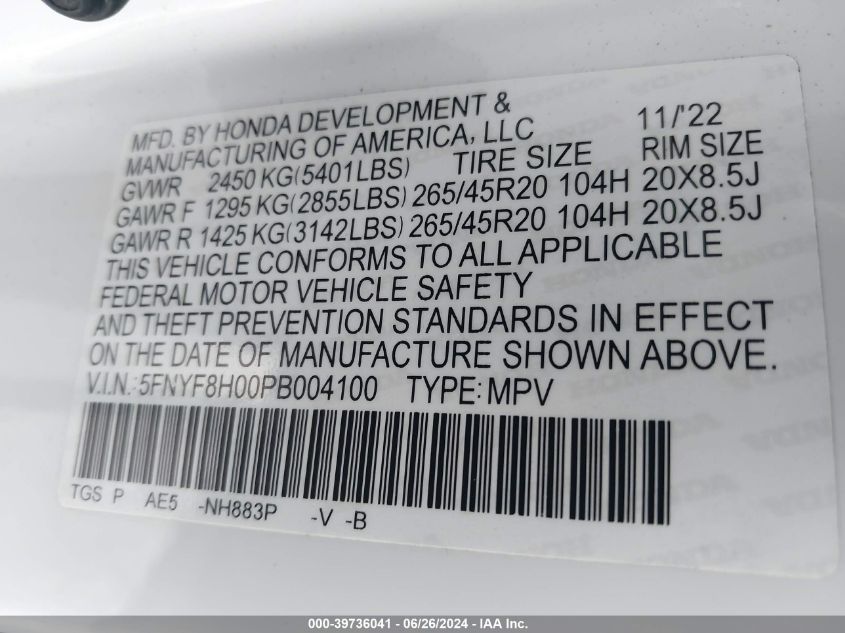 MFD. BY HONDA DEVELOPMENT &
MANUFACTURING OF AMERICA, LLC 11/'22
GVWR 2450 KG(5401LBS) TIRE SIZE RIM SIZE
GAWR F 1295 KG(2855LBS) 265/45R20 104H 20X8.5J
GAWR R 1425 KG(3142LBS) 265/45R20 104H 20X8.5J
THIS VEHICLE CONFORMS TO ALL APPLICABLE
FEDERAL MOTOR VEHICLE SAFETY
AND THEFT PREVENTION STANDARDS IN EFFECT
ON THE DATE OF MANUFACTURE SHOWN ABOVE.
V.I.N.: 5FNYF8H00PB004100 TYPE: MPV
TGS P AE5 -NH883P -V -B
000-39736041 - 06/26/2024 - IAA Inc.